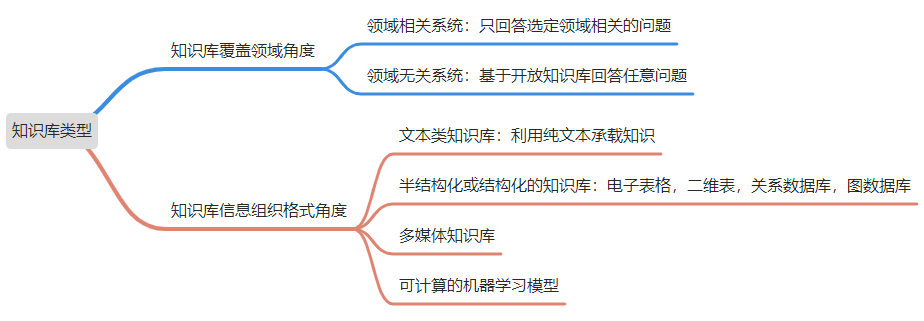 知识库类型
知识库覆盖领域角度
领域相关系统：只回答选定领域相关的问题
领域无关系统：基于开放知识库回答任意问题
知识库信息组织格式角度
文本类知识库：利用纯文本承载知识
半结构化或结构化的知识库：电子表格，二维表，关系数据库，图数据库
多媒体知识库
可计算的机器学习模型